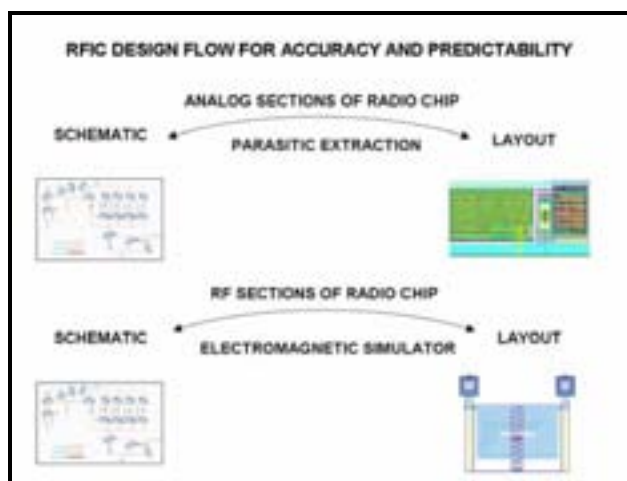 RFIC DESIGN FLOW FOR ACCURACY AND PREDICTABILITY
ANALOG SECTIONS OF RADIO CHIP
SCHEMATIC
PARASITIC EXTRACTION
LAYOUT
RF SECTIONS OF RADIO CHIP
SCHEMATIC
ELECTROMAGNETIC SIMULATOR
LAYOUT